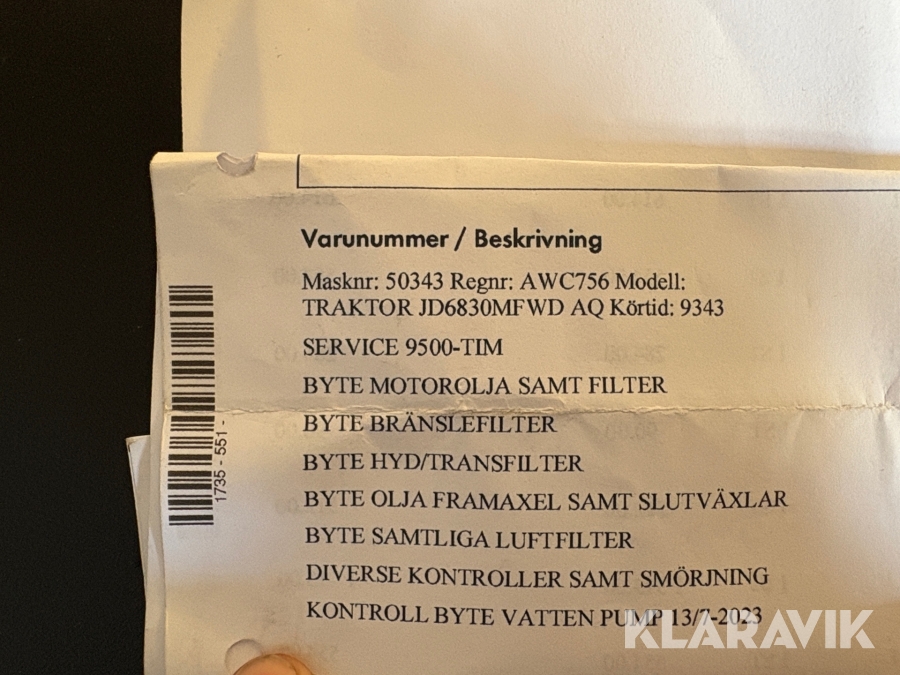 Varunummer / Beskrivning
Masknr: 50343 Regnr: AWC756 Modell:
TRAKTOR JD6830MFWD AQ Körtid: 9343
SERVICE 9500-TIM
BYTE MOTOROLJA SAMT FILTER
BYTE BRÄNSLEFILTER
BYTE HYD/TRANSFILTER
BYTE OLJA FRAMAXEL SAMT SLUTVÄXLAR
BYTE SAMTLIGA LUFTFILTER
DIVERSE KONTROLLER SAMT SMÖRJNING
KONTROLL BYTE VATTEN PUMP 13/7-2023
1735 - 551 -
KLARAVIK